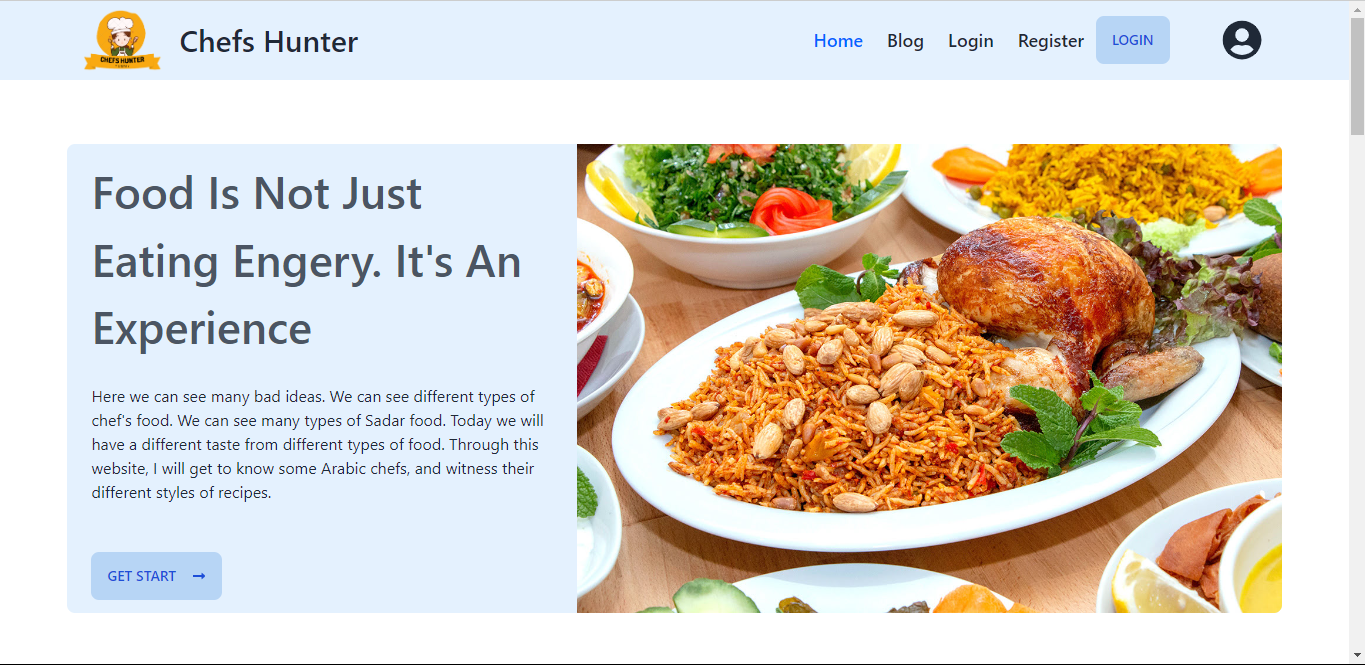 CHEFS HUNTER
Chefs Hunter
Home
Blog
Login
Register
LOGIN
Food Is Not Just
Eating Engery. It's An
Experience
Here we can see many bad ideas. We can see different types of
chef's food. We can see many types of Sadar food. Today we will
have a different taste from different types of food. Through this
website, I will get to know some Arabic chefs, and witness their
different styles of recipes.
GET START →